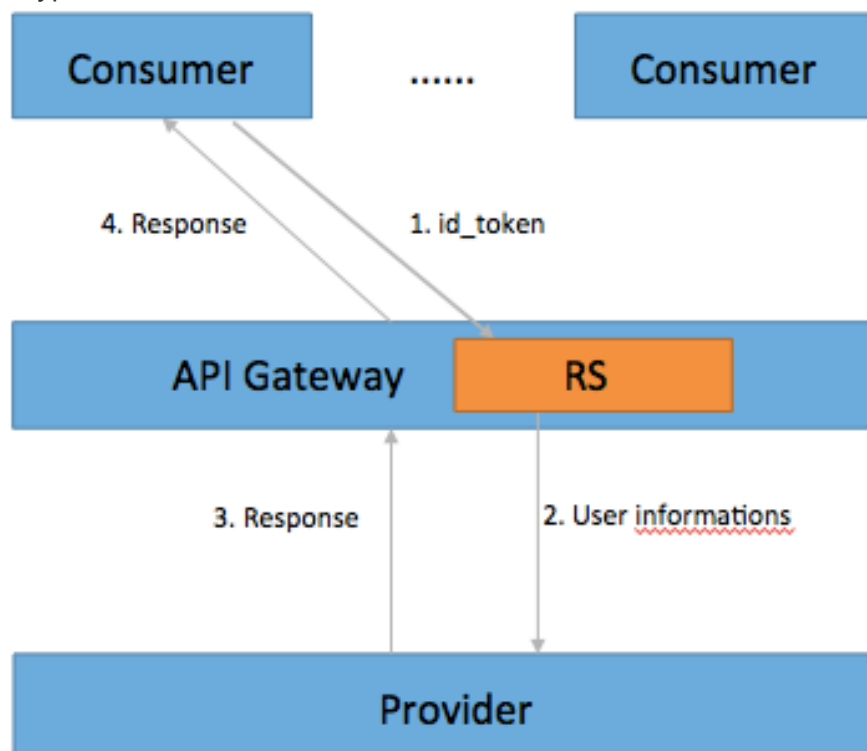 Consumer
......
Consumer
4. Response
1. id_token
API Gateway
RS
3. Response
2. User informations
Provider